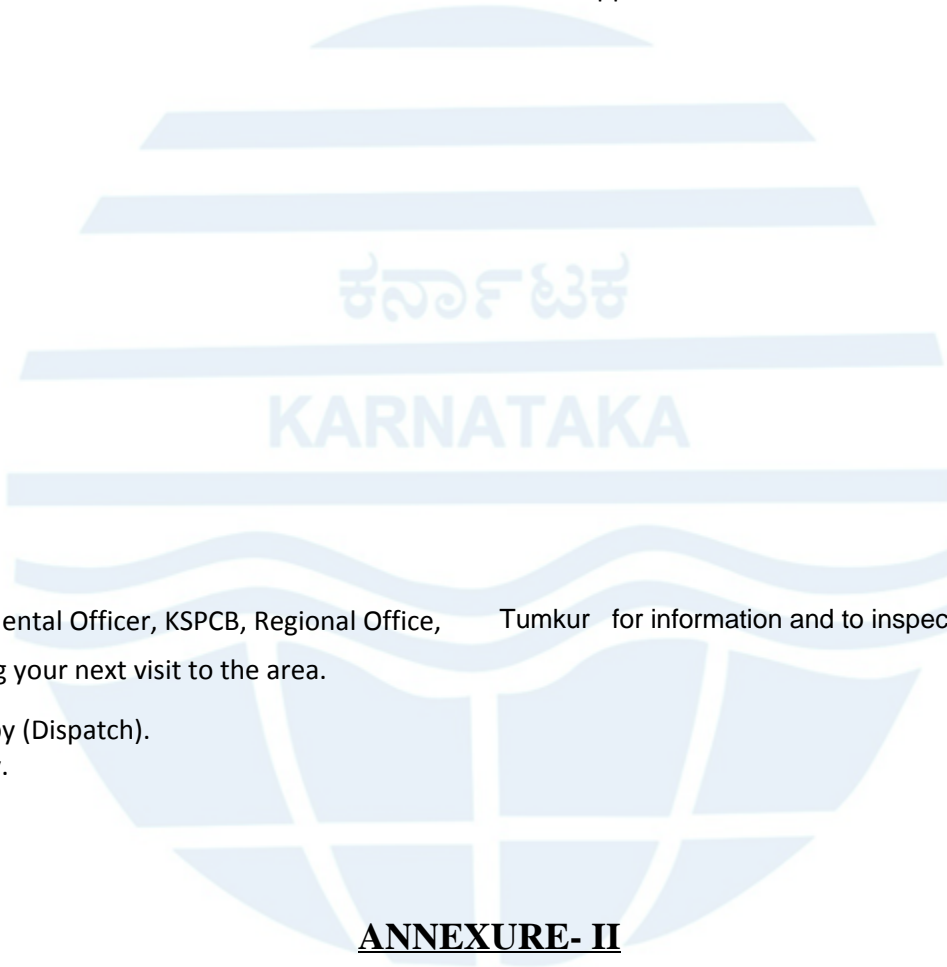 ಕರ್ನಾಟಕ
KARNATAKA
ental Officer, KSPCB, Regional Office, Tumkur for information and to inspec
g your next visit to the area.
y (Dispatch).
ANNEXURE- II